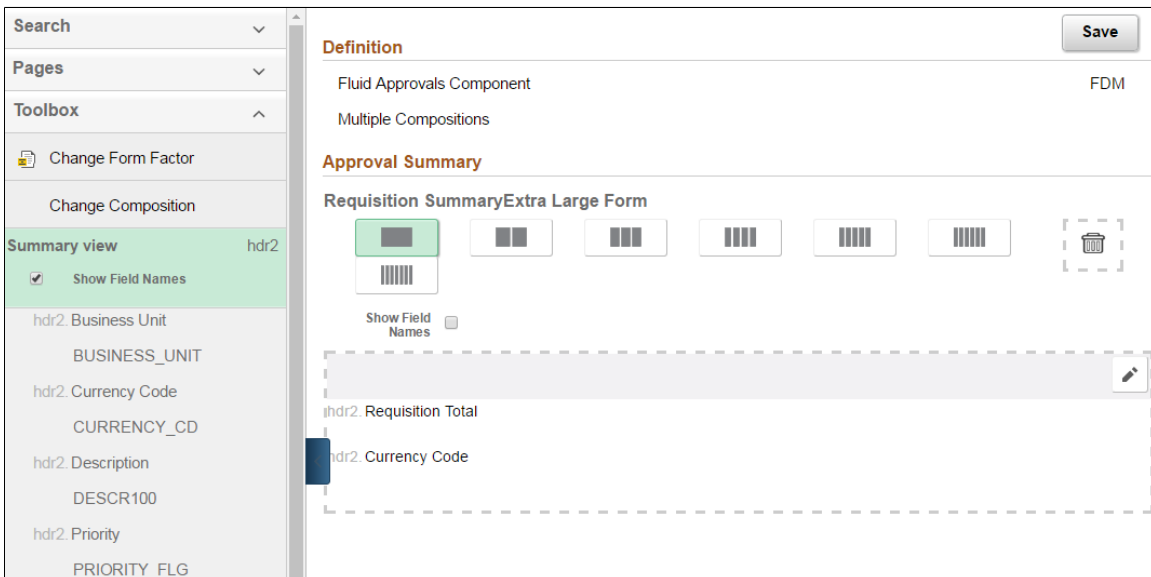 Search
Pages
Toolbox
Change Form Factor
Change Composition
Summary view hdr2
Show Field Names
hdr2. Business Unit
BUSINESS_UNIT
hdr2. Currency Code
CURRENCY_CD
hdr2. Description
DESCR100
hdr2. Priority
PRIORITY_FLG
Save
Definition
Fluid Approvals Component FDM
Multiple Compositions
Approval Summary
Requisition SummaryExtra Large Form
Show Field
Names
hdr2. Requisition Total
hdr2. Currency Code